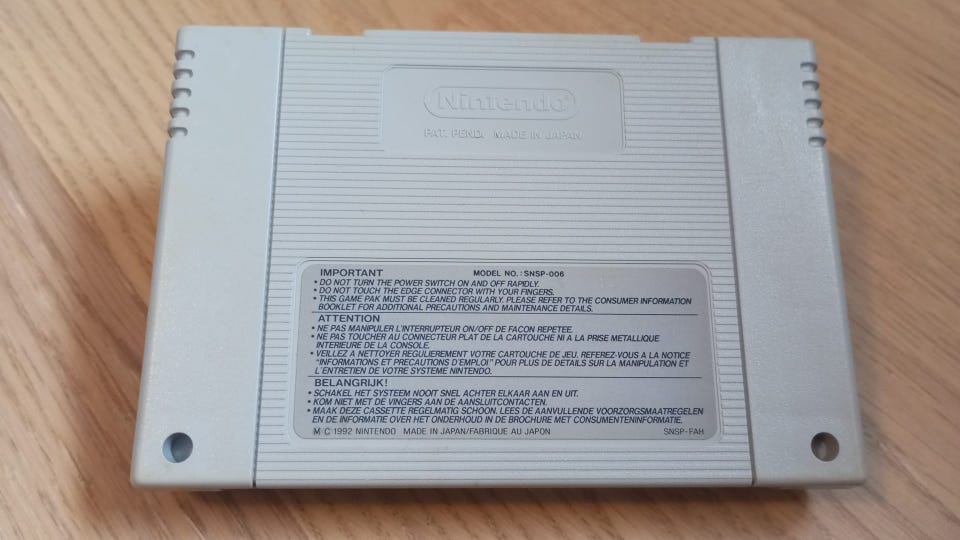 Nintendo®
PAT. PEND. MADE IN JAPAN
IMPORTANT MODEL NO.: SNSP-006
• DO NOT TURN THE POWER SWITCH ON AND OFF RAPIDLY.
• DO NOT TOUCH THE EDGE CONNECTOR WITH YOUR FINGERS.
• THIS GAME PAK MUST BE CLEANED REGULARLY. PLEASE REFER TO THE CONSUMER INFORMATION
BOOKLET FOR ADDITIONAL PRECAUTIONS AND MAINTENANCE DETAILS.
ATTENTION
• NE PAS MANIPULER L'INTERRUPTEUR ON/OFF DE FACON REPETEE.
• NE PAS TOUCHER AU CONNECTEUR PLAT DE LA CARTOUCHE NI A LA PRISE METALLIQUE
INTERIEURE DE LA CONSOLE.
• VEILLEZ A NETTOYER REGULIEREMENT VOTRE CARTOUCHE DE JEU. REFEREZ-VOUS A LA NOTICE
"INFORMATIONS ET PRECAUTIONS D'EMPLOI" POUR PLUS DE DETAILS SUR LA MANIPULATION ET
L'ENTRETIEN DE VOTRE SYSTEME NINTENDO.
BELANGRIJK!
• SCHAKEL HET SYSTEEM NOOIT SNEL ACHTER ELKAAR AAN EN UIT.
• KOM NIET MET DE VINGERS AAN DE AANSLUITCONTACTEN.
• MAAK DEZE CASSETTE REGELMATIG SCHOON. LEES DE AANVULLENDE VOORZORGSMAATREGELEN
EN DE INFORMATIE OVER HET ONDERHOUD IN DE BROCHURE MET CONSUMENTENINFORMATIE.
M C 1992 NINTENDO MADE IN JAPAN/FABRIQUE AU JAPON SNSP-FAH